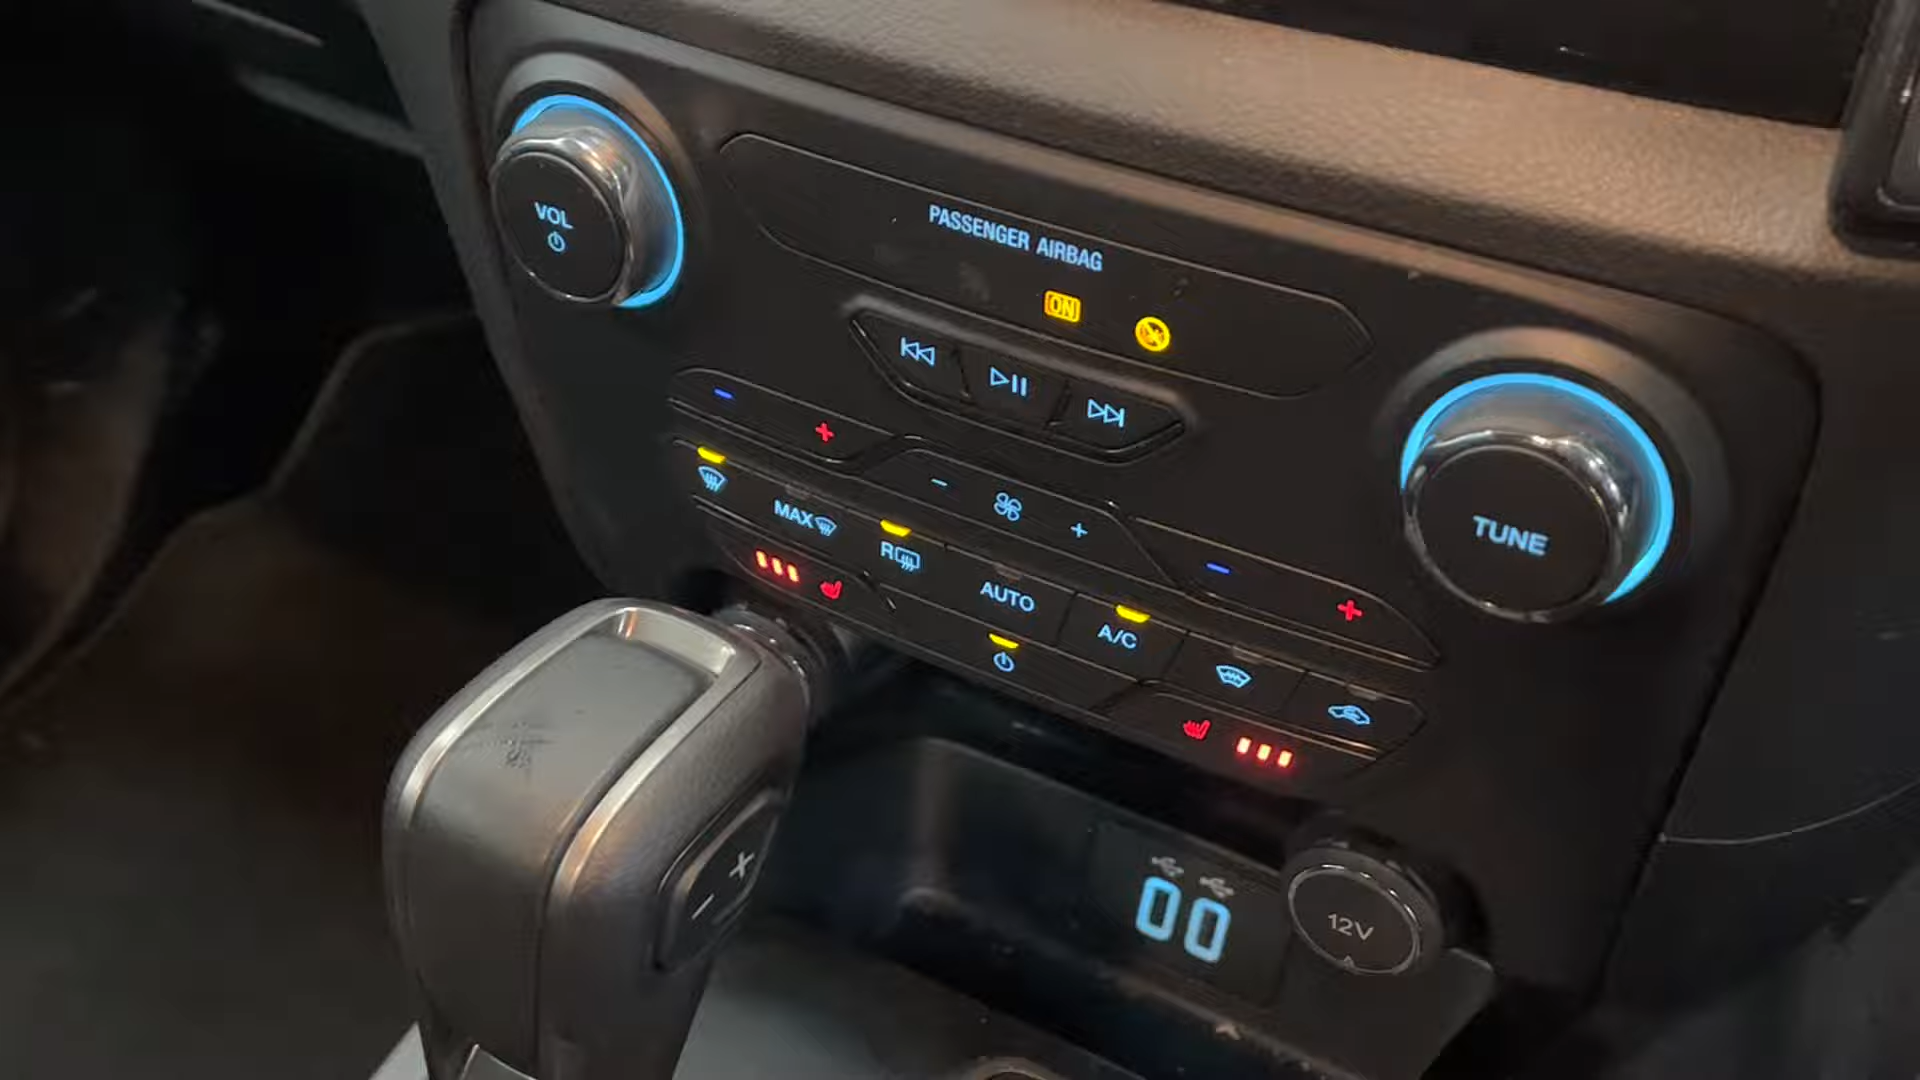 VOL
PASSENGER AIRBAG
ON
- +
- +
MAX
R
AUTO
A/C
- +
TUNE
+
-
12V